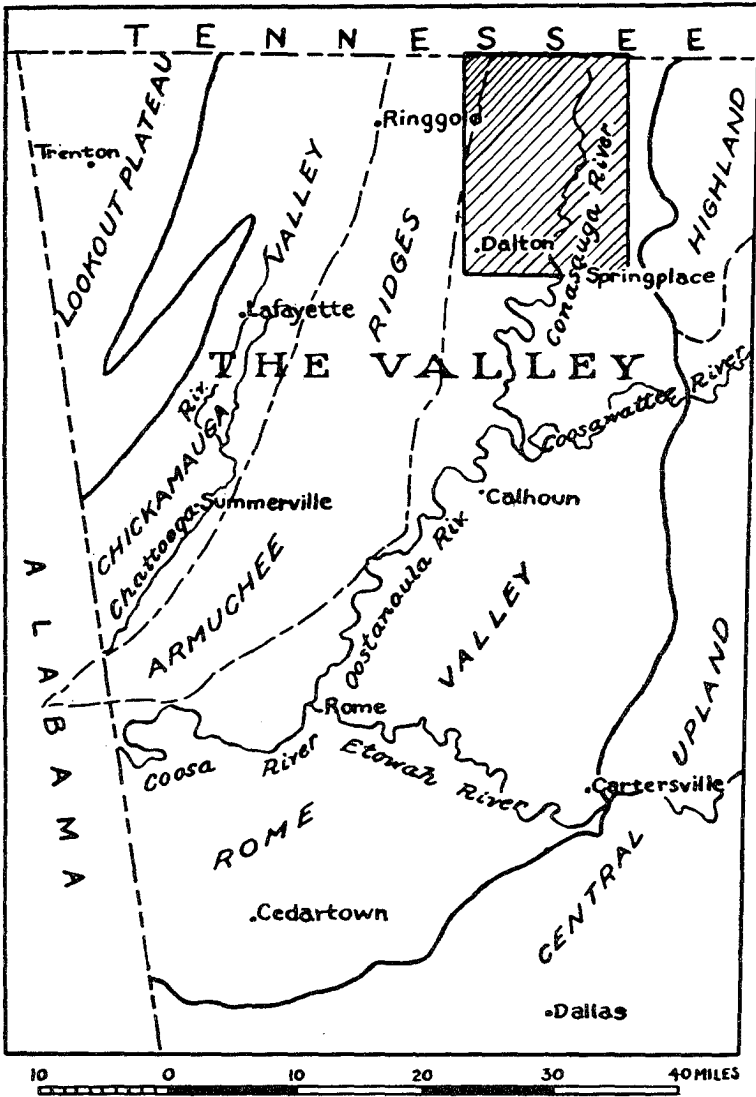 TENNESSEE
Ringgold
Trenton
LOOKOUT PLATEAU
VALLEY
HIGHLAND
RIDGES
Conasauga River
Dalton
Springplace
Lafayette
THE VALLEY
Riv.
Coosawattee River
CHICKAMAUGA
Chattooga
Summerville
Calhoun
ALABAMA
ARMUCHEE
Oostanaula Riv.
VALLEY
UPLAND
Rome
Coosa River
Etowah River
Cartersville
ROME
CENTRAL
Cedartown
Dallas
10 0 10 20 30 40 MILES